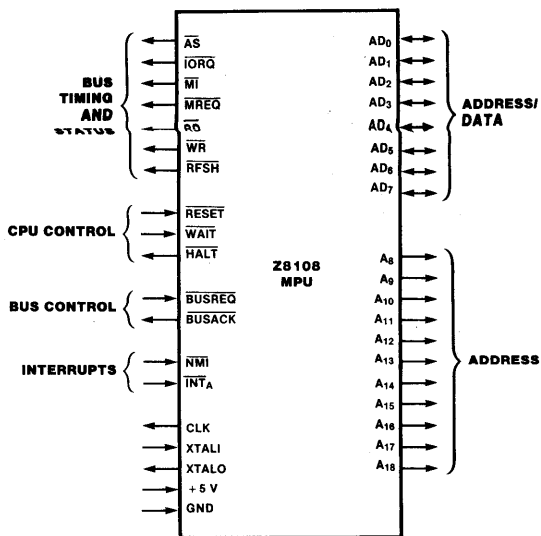 BUS
TIMING
AND
STATUS
AS
IORQ
MI
MREQ
RD
WR
RFSH
CPU CONTROL
RESET
WAIT
HALT
BUS CONTROL
BUSREQ
BUSACK
INTERRUPTS
NMI
INTA
CLK
XTALI
XTALO
+ 5 V
GND
Z8108
MPU
AD0
AD1
AD2
AD3
AD4
AD5
AD6
AD7
ADDRESS/
DATA
A8
A9
A10
A11
A12
A13
A14
A15
A16
A17
A18
ADDRESS